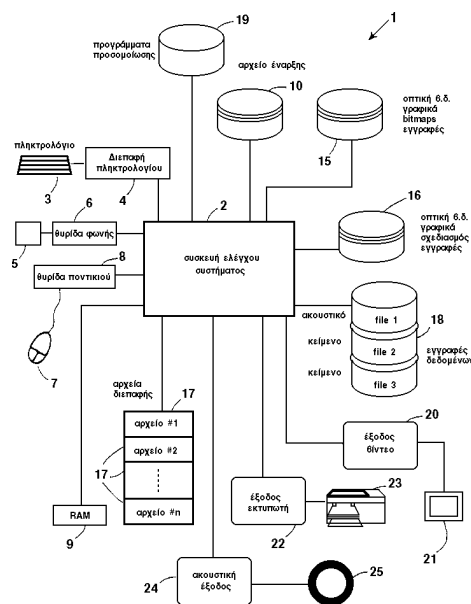 19
1
προγράμματα
προσομοίωσης
αρχείο έναρξης
10
οπτική 6.δ.
γραφικά
bitmaps
εγγραφές
15
πληκτρολόγιο
Διεπαφή
πληκτρολογίου
3
4
2
16
6
θυρίδα φωνής
5
8
θυρίδα ποντικιού
συσκευή ελέγχου
συστήματος
οπτική 6.δ.
γραφικά
σχεδιασμός
εγγραφές
ακουστικό
file 1
18
κείμενο
file 2
εγγραφές
δεδομένων
κείμενο
file 3
7
αρχεία
διεπαφής
17
αρχείο #1
αρχείο #2
17
αρχείο #n
20
έξοδος
6ίντεο
RAM
9
έξοδος
εκτυπωτή
23
22
21
24
ακουστική
έξοδος
25